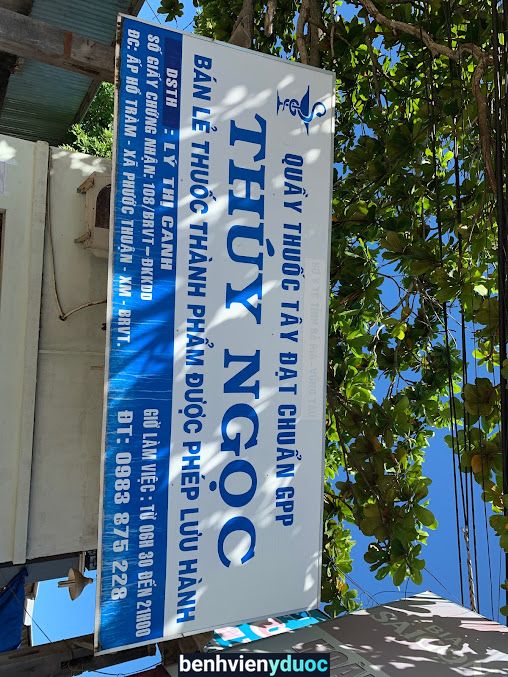 QUẦY THUỐC TÂY ĐẠT CHUẨN GPP
THÚY NGỌC
BÁN LẺ THUỐC THÀNH PHẨM ĐƯỢC PHÉP LƯU HÀNH
DSTH : LÝ THỊ CANH
SỐ GIẤY CHỨNG NHẬN: 108/BRVT-ĐKKDD
ĐC: ẤP HỒ TRÀM - XÃ PHƯỚC THUẬN - XM - BRVT.
GIỜ LÀM VIỆC : TỪ 06H 30 ĐẾN 21H00
ĐT: 0983 875 228
benhvienyduoc